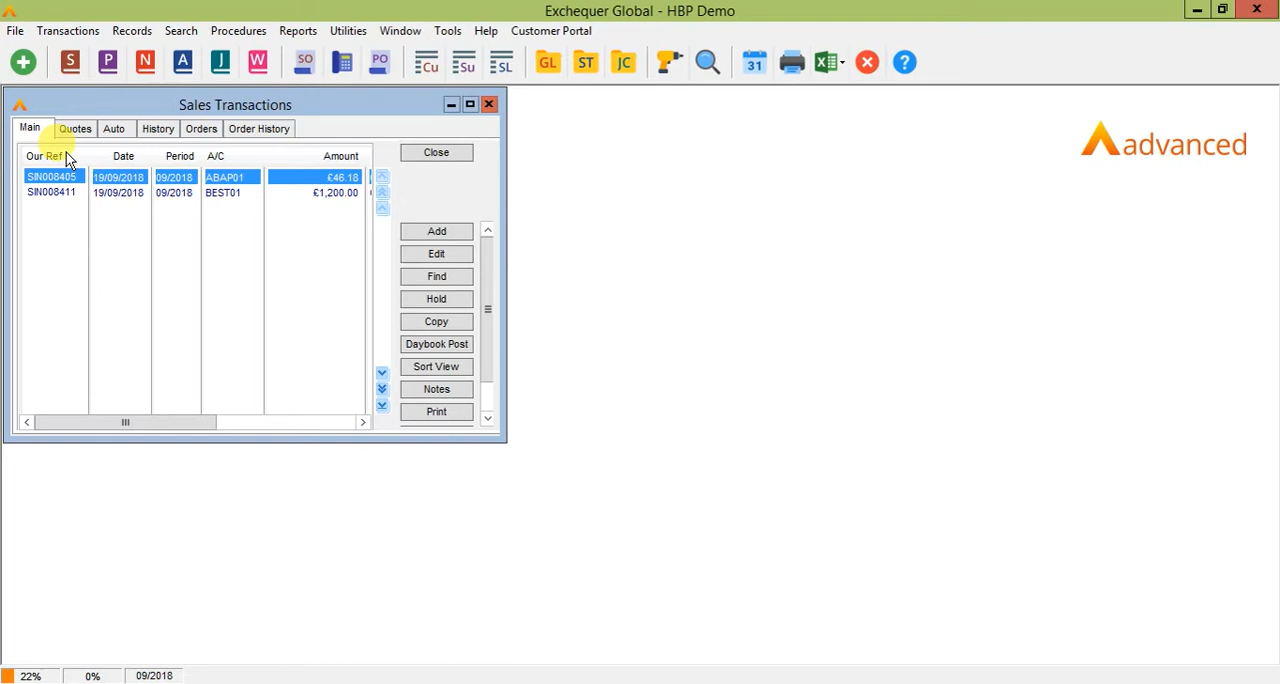 Exchequer Global - HBP Demo
File Transactions Records Search Procedures Reports Utilities Window Tools Help Customer Portal
S P N A J W SO PO Cu Su SL GL ST JC 31 X ?
Sales Transactions
Main Quotes Auto History Orders Order History
Our Ref Date Period A/C Amount
Close
SIN008405 19/09/2018 09/2018 ABAP01 £46.18
SIN008411 19/09/2018 09/2018 BEST01 £1,200.00
Add
Edit
Find
Hold
Copy
Daybook Post
Sort View
Notes
Print
advanced
22% 0% 09/2018